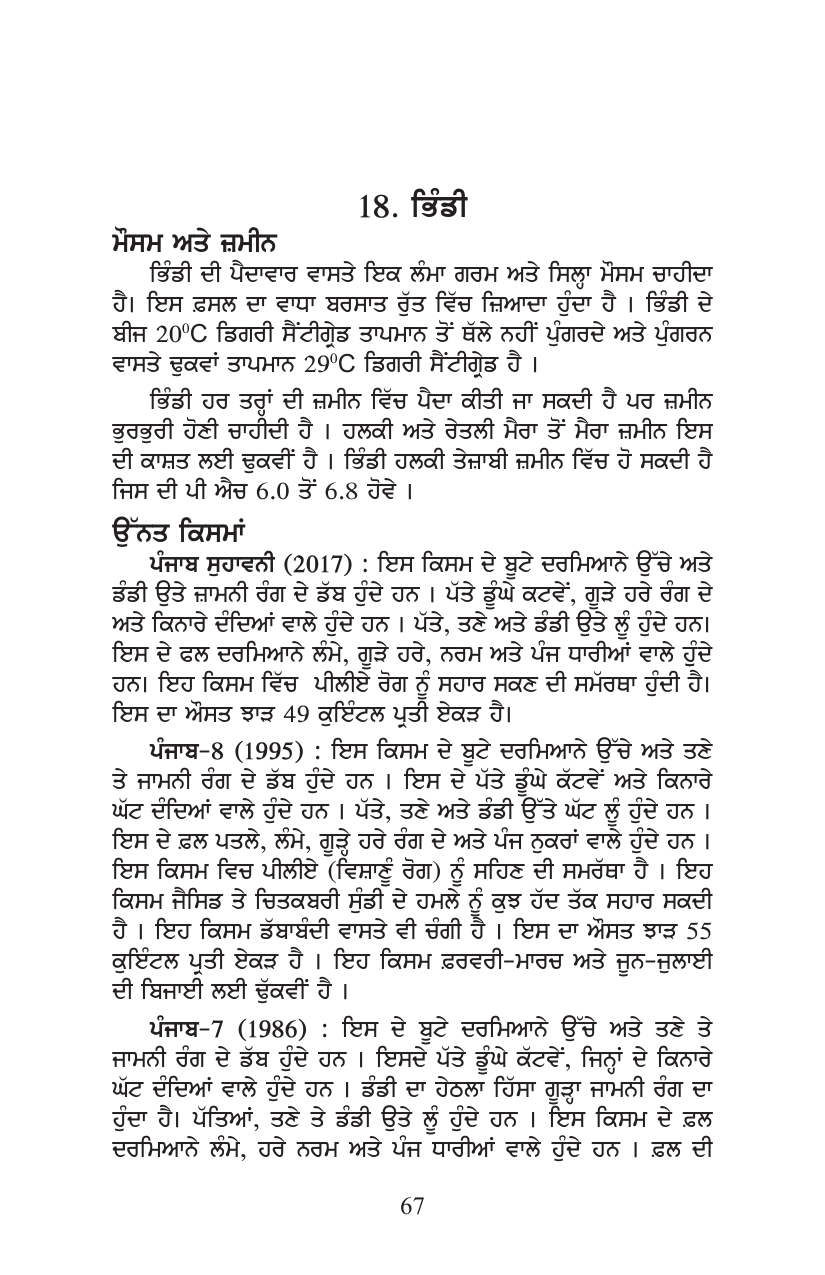 18. ਭਿੰਡੀ
ਮੌਸਮ ਅਤੇ ਜ਼ਮੀਨ
ਭਿੰਡੀ ਦੀ ਪੈਦਾਵਾਰ ਵਾਸਤੇ ਇਕ ਲੰਮਾ ਗਰਮ ਅਤੇ ਸਿਲ੍ਹਾ ਮੌਸਮ ਚਾਹੀਦਾ
ਹੈ। ਇਸ ਫ਼ਸਲ ਦਾ ਵਾਧਾ ਬਰਸਾਤ ਰੁੱਤ ਵਿੱਚ ਜ਼ਿਆਦਾ ਹੁੰਦਾ ਹੈ । ਭਿੰਡੀ ਦੇ
ਬੀਜ 20⁰C ਡਿਗਰੀ ਸੈਂਟੀਗ੍ਰੇਡ ਤਾਪਮਾਨ ਤੋਂ ਥੱਲੇ ਨਹੀਂ ਪੁੰਗਰਦੇ ਅਤੇ ਪੁੰਗਰਨ
ਵਾਸਤੇ ਢੁਕਵਾਂ ਤਾਪਮਾਨ 29⁰C ਡਿਗਰੀ ਸੈਂਟੀਗ੍ਰੇਡ ਹੈ ।
ਭਿੰਡੀ ਹਰ ਤਰ੍ਹਾਂ ਦੀ ਜ਼ਮੀਨ ਵਿੱਚ ਪੈਦਾ ਕੀਤੀ ਜਾ ਸਕਦੀ ਹੈ ਪਰ ਜ਼ਮੀਨ
ਭੁਰਭੁਰੀ ਹੋਣੀ ਚਾਹੀਦੀ ਹੈ । ਹਲਕੀ ਅਤੇ ਰੇਤਲੀ ਮੈਰਾ ਤੋਂ ਮੈਰਾ ਜ਼ਮੀਨ ਇਸ
ਦੀ ਕਾਸ਼ਤ ਲਈ ਢੁਕਵੀਂ ਹੈ । ਭਿੰਡੀ ਹਲਕੀ ਤੇਜ਼ਾਬੀ ਜ਼ਮੀਨ ਵਿੱਚ ਹੋ ਸਕਦੀ ਹੈ
ਜਿਸ ਦੀ ਪੀ ਐਚ 6.0 ਤੋਂ 6.8 ਹੋਵੇ ।
ਉੱਨਤ ਕਿਸਮਾਂ
ਪੰਜਾਬ ਸੁਹਾਵਨੀ (2017) : ਇਸ ਕਿਸਮ ਦੇ ਬੂਟੇ ਦਰਮਿਆਨੇ ਉੱਚੇ ਅਤੇ
ਡੰਡੀ ਉਤੇ ਜ਼ਾਮਨੀ ਰੰਗ ਦੇ ਡੱਬ ਹੁੰਦੇ ਹਨ । ਪੱਤੇ ਡੂੰਘੇ ਕਟਵੇਂ, ਗੂੜੇ ਹਰੇ ਰੰਗ ਦੇ
ਅਤੇ ਕਿਨਾਰੇ ਦੰਦਿਆਂ ਵਾਲੇ ਹੁੰਦੇ ਹਨ । ਪੱਤੇ, ਤਣੇ ਅਤੇ ਡੰਡੀ ਉਤੇ ਲੂੰ ਹੁੰਦੇ ਹਨ।
ਇਸ ਦੇ ਫਲ ਦਰਮਿਆਨੇ ਲੰਮੇ, ਗੂੜੇ ਹਰੇ, ਨਰਮ ਅਤੇ ਪੰਜ ਧਾਰੀਆਂ ਵਾਲੇ ਹੁੰਦੇ
ਹਨ। ਇਹ ਕਿਸਮ ਵਿੱਚ ਪੀਲੀਏ ਰੋਗ ਨੂੰ ਸਹਾਰ ਸਕਣ ਦੀ ਸਮੱਰਥਾ ਹੁੰਦੀ ਹੈ।
ਇਸ ਦਾ ਔਸਤ ਝਾੜ 49 ਕੁਇੰਟਲ ਪ੍ਰਤੀ ਏਕੜ ਹੈ।
ਪੰਜਾਬ-8 (1995) : ਇਸ ਕਿਸਮ ਦੇ ਬੂਟੇ ਦਰਮਿਆਨੇ ਉੱਚੇ ਅਤੇ ਤਣੇ
ਤੇ ਜਾਮਨੀ ਰੰਗ ਦੇ ਡੱਬ ਹੁੰਦੇ ਹਨ । ਇਸ ਦੇ ਪੱਤੇ ਡੂੰਘੇ ਕੱਟਵੇਂ ਅਤੇ ਕਿਨਾਰੇ
ਘੱਟ ਦੰਦਿਆਂ ਵਾਲੇ ਹੁੰਦੇ ਹਨ । ਪੱਤੇ, ਤਣੇ ਅਤੇ ਡੰਡੀ ਉੱਤੇ ਘੱਟ ਲੂੰ ਹੁੰਦੇ ਹਨ ।
ਇਸ ਦੇ ਫ਼ਲ ਪਤਲੇ, ਲੰਮੇ, ਗੂੜ੍ਹੇ ਹਰੇ ਰੰਗ ਦੇ ਅਤੇ ਪੰਜ ਨੁਕਰਾਂ ਵਾਲੇ ਹੁੰਦੇ ਹਨ ।
ਇਸ ਕਿਸਮ ਵਿਚ ਪੀਲੀਏ (ਵਿਸ਼ਾਣੂੰ ਰੋਗ) ਨੂੰ ਸਹਿਣ ਦੀ ਸਮਰੱਥਾ ਹੈ । ਇਹ
ਕਿਸਮ ਜੈਸਿਡ ਤੇ ਚਿਤਕਬਰੀ ਸੁੰਡੀ ਦੇ ਹਮਲੇ ਨੂੰ ਕੁਝ ਹੱਦ ਤੱਕ ਸਹਾਰ ਸਕਦੀ
ਹੈ । ਇਹ ਕਿਸਮ ਡੱਬਾਬੰਦੀ ਵਾਸਤੇ ਵੀ ਚੰਗੀ ਹੈ । ਇਸ ਦਾ ਔਸਤ ਝਾੜ 55
ਕੁਇੰਟਲ ਪ੍ਰਤੀ ਏਕੜ ਹੈ । ਇਹ ਕਿਸਮ ਫ਼ਰਵਰੀ-ਮਾਰਚ ਅਤੇ ਜੂਨ-ਜੁਲਾਈ
ਦੀ ਬਿਜਾਈ ਲਈ ਢੁੱਕਵੀਂ ਹੈ ।
ਪੰਜਾਬ-7 (1986) : ਇਸ ਦੇ ਬੂਟੇ ਦਰਮਿਆਨੇ ਉੱਚੇ ਅਤੇ ਤਣੇ ਤੇ
ਜਾਮਨੀ ਰੰਗ ਦੇ ਡੱਬ ਹੁੰਦੇ ਹਨ । ਇਸਦੇ ਪੱਤੇ ਡੂੰਘੇ ਕੱਟਵੇਂ, ਜਿਨ੍ਹਾਂ ਦੇ ਕਿਨਾਰੇ
ਘੱਟ ਦੰਦਿਆਂ ਵਾਲੇ ਹੁੰਦੇ ਹਨ । ਡੰਡੀ ਦਾ ਹੇਠਲਾ ਹਿੱਸਾ ਗੂੜ੍ਹਾ ਜਾਮਨੀ ਰੰਗ ਦਾ
ਹੁੰਦਾ ਹੈ। ਪੱਤਿਆਂ, ਤਣੇ ਤੇ ਡੰਡੀ ਉਤੇ ਲੂੰ ਹੁੰਦੇ ਹਨ । ਇਸ ਕਿਸਮ ਦੇ ਫ਼ਲ
ਦਰਮਿਆਨੇ ਲੰਮੇ, ਹਰੇ ਨਰਮ ਅਤੇ ਪੰਜ ਧਾਰੀਆਂ ਵਾਲੇ ਹੁੰਦੇ ਹਨ । ਫ਼ਲ ਦੀ
67